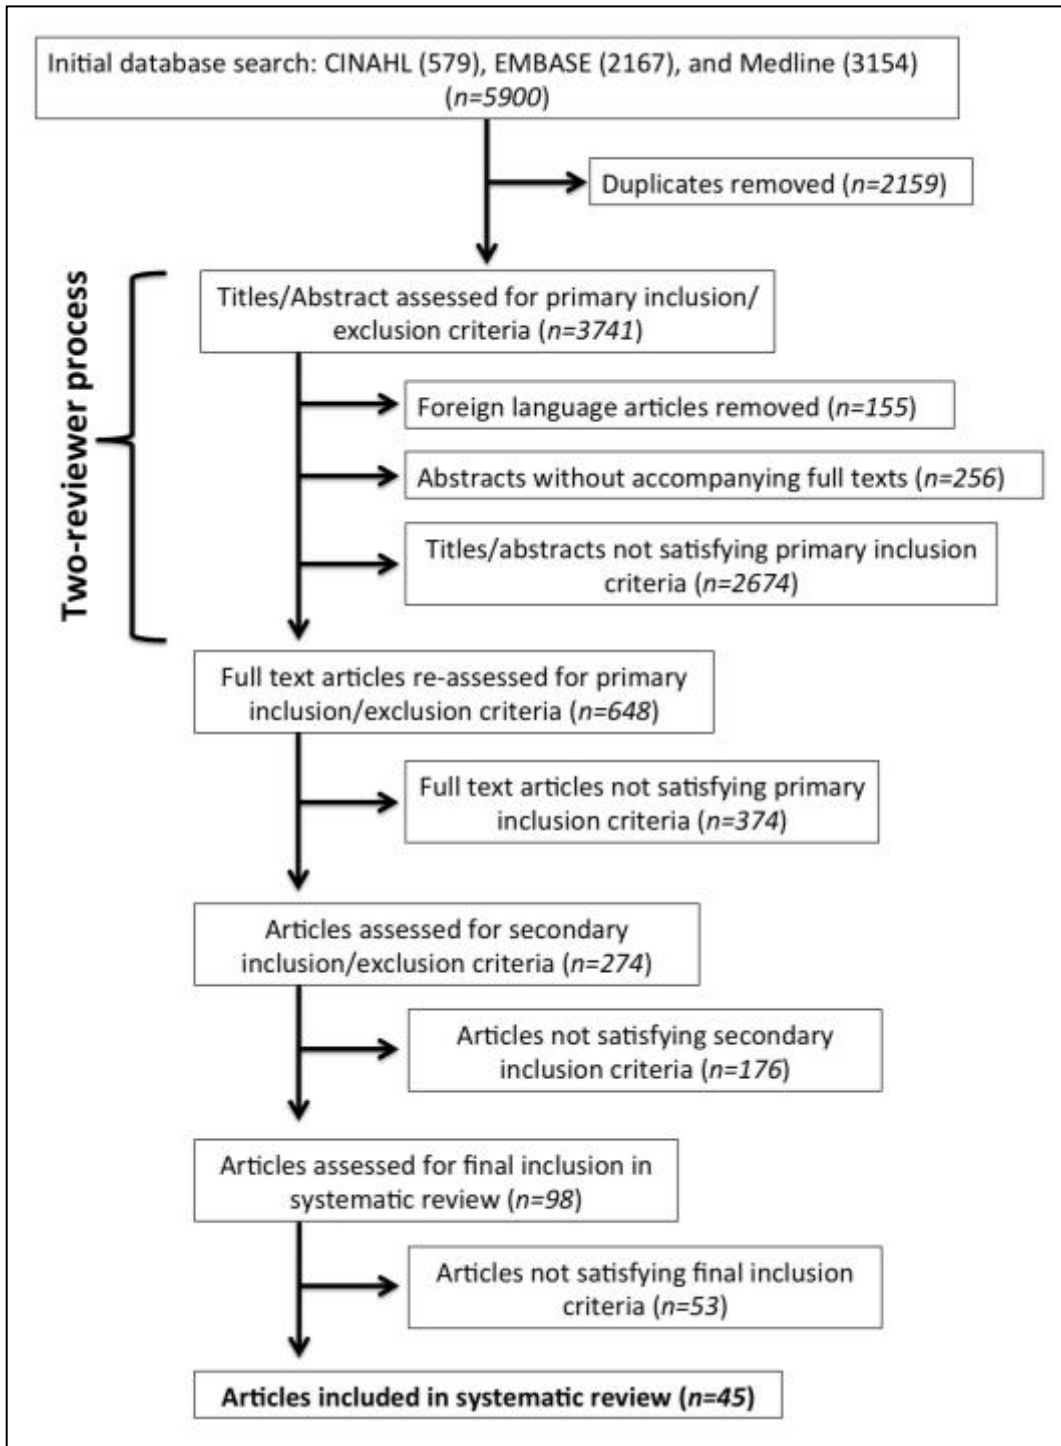 Initial database search: CINAHL (579), EMBASE (2167), and Medline (3154)
(n=5900)
Duplicates removed (n=2159)
Two-reviewer process
Titles/Abstract assessed for primary inclusion/
exclusion criteria (n=3741)
Foreign language articles removed (n=155)
Abstracts without accompanying full texts (n=256)
Titles/abstracts not satisfying primary inclusion
criteria (n=2674)
Full text articles re-assessed for primary
inclusion/exclusion criteria (n=648)
Full text articles not satisfying primary
inclusion criteria (n=374)
Articles assessed for secondary
inclusion/exclusion criteria (n=274)
Articles not satisfying secondary
inclusion criteria (n=176)
Articles assessed for final inclusion in
systematic review (n=98)
Articles not satisfying final inclusion
criteria (n=53)
Articles included in systematic review (n=45)